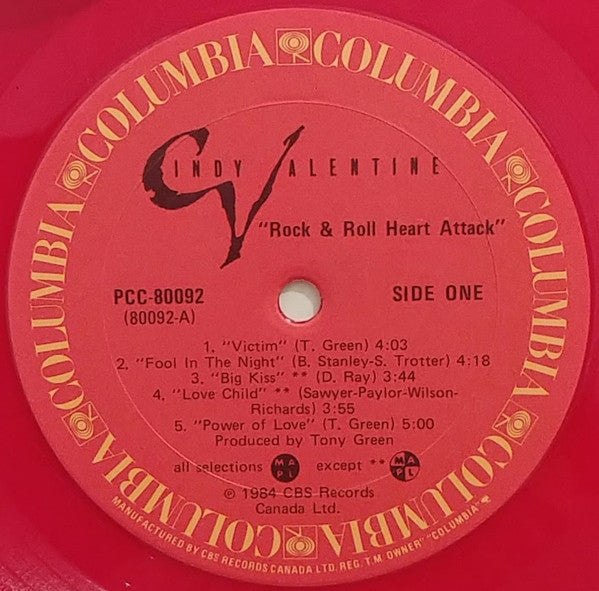 COLUMBIA COLUMBIA COLUMBIA COLUMBIA COLUMBIA COLUMBIA
CINDY VALENTINE
"Rock & Roll Heart Attack"
PCC-80092
(80092-A)
SIDE ONE
1. "Victim" (T. Green) 4:03
2. "Fool In The Night" (B. Stanley-S. Trotter) 4:18
3. "Big Kiss" ** (D. Ray) 3:44
4. "Love Child" ** (Sawyer-Paylor-Wilson-
Richards) 3:55
5. "Power of Love" (T. Green) 5:00
Produced by Tony Green
all selections MAPL except ** MAPL
℗ 1984 CBS Records
Canada Ltd.
MANUFACTURED BY CBS RECORDS CANADA LTD. REG. T.M. OWNER "COLUMBIA"